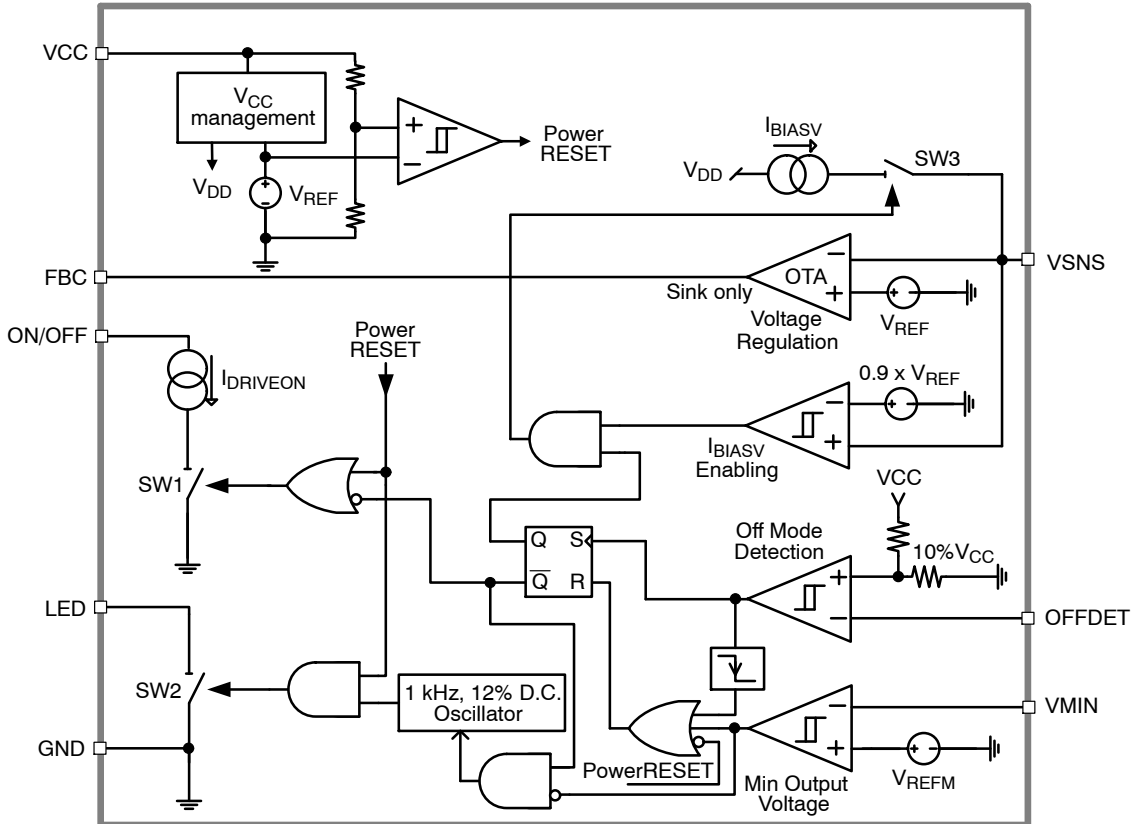 VCC
VCC
management
VDD
VREF
+
−
+
−
Power
RESET
IBIASV
VDD
SW3
FBC
Sink only
OTA
−
+
VREF
Voltage
Regulation
VSNS
ON/OFF
IDRIVEON
Power
RESET
0.9 x VREF
+
−
+
IBIASV
Enabling
SW1
VCC
10%VCC
Off Mode
Detection
+
−
Q
S
Q
R
OFFDET
LED
SW2
1 kHz, 12% D.C.
Oscillator
PowerRESET
−
+
+
VREFM
Min Output
Voltage
VMIN
GND